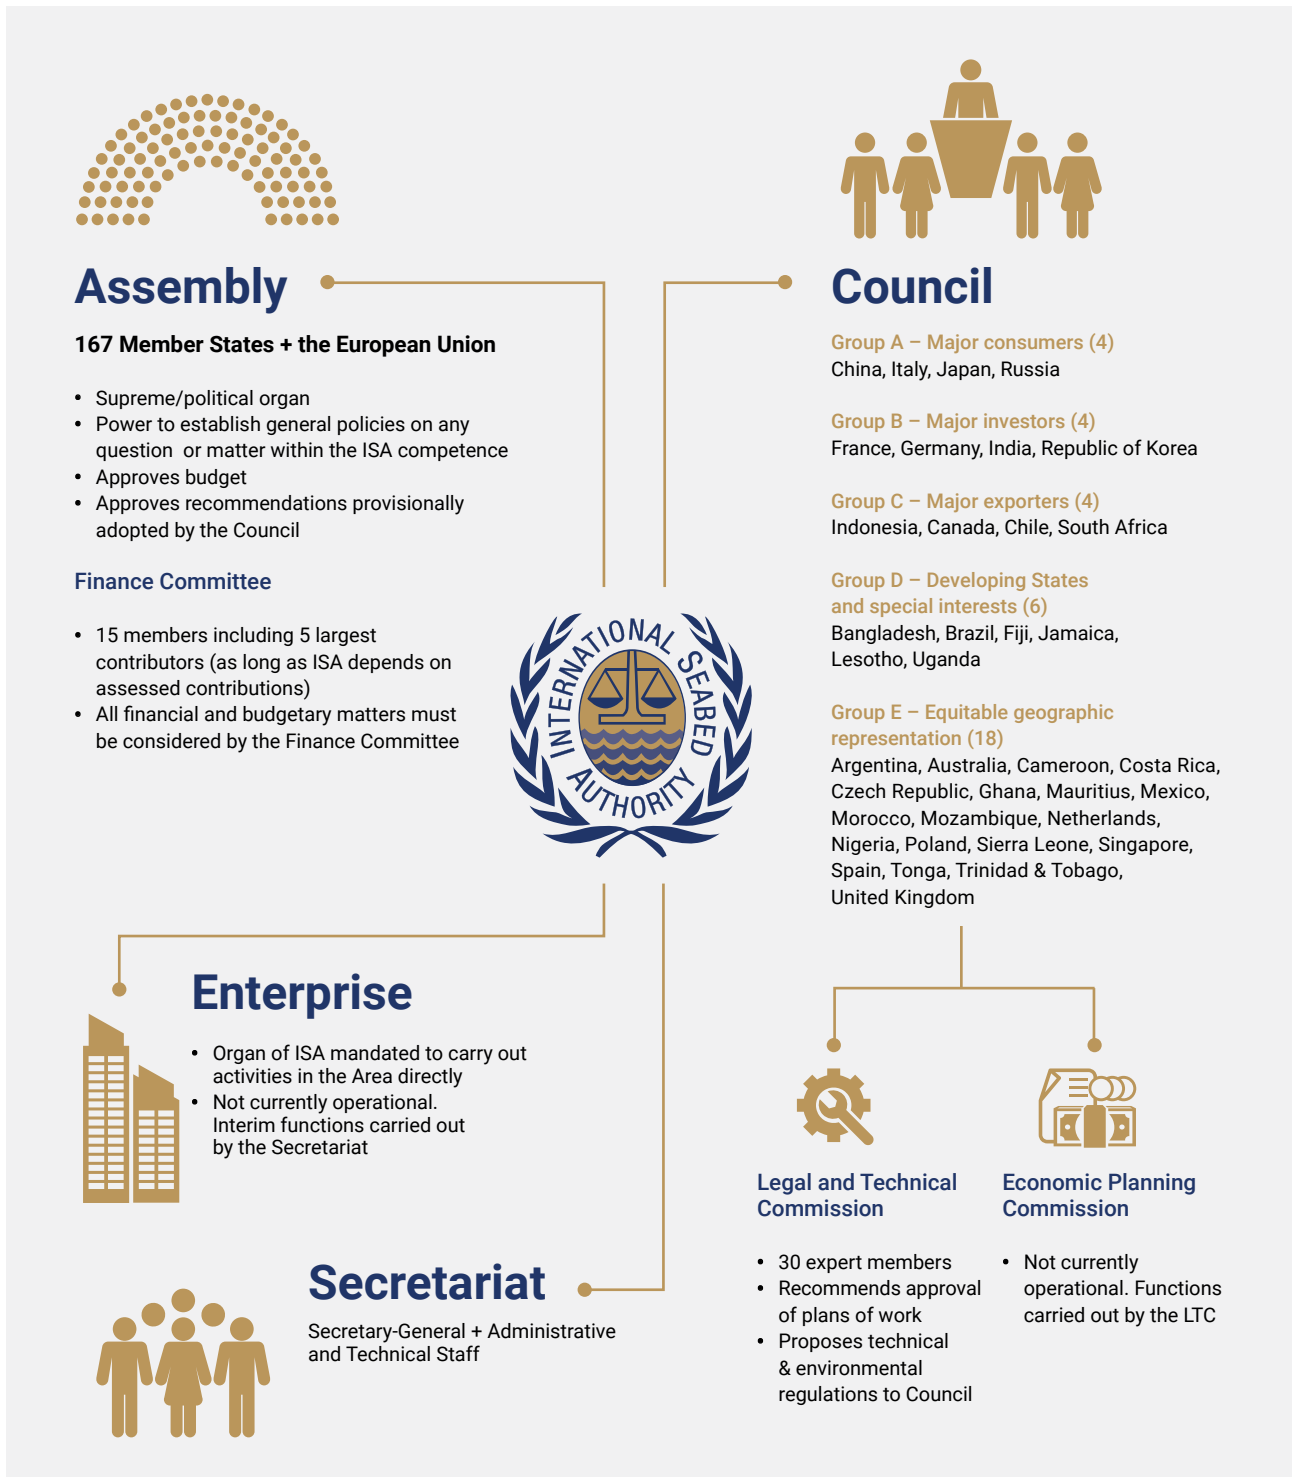 Assembly
167 Member States + the European Union
• Supreme/political organ
• Power to establish general policies on any
question or matter within the ISA competence
• Approves budget
• Approves recommendations provisionally
adopted by the Council
Finance Committee
• 15 members including 5 largest
contributors (as long as ISA depends on
assessed contributions)
• All financial and budgetary matters must
be considered by the Finance Committee
Council
Group A – Major consumers (4)
China, Italy, Japan, Russia
Group B – Major investors (4)
France, Germany, India, Republic of Korea
Group C – Major exporters (4)
Indonesia, Canada, Chile, South Africa
Group D – Developing States
and special interests (6)
Bangladesh, Brazil, Fiji, Jamaica,
Lesotho, Uganda
Group E – Equitable geographic
representation (18)
Argentina, Australia, Cameroon, Costa Rica,
Czech Republic, Ghana, Mauritius, Mexico,
Morocco, Mozambique, Netherlands,
Nigeria, Poland, Sierra Leone, Singapore,
Spain, Tonga, Trinidad & Tobago,
United Kingdom
INTERNATIONAL SEABED
AUTHORITY
Enterprise
• Organ of ISA mandated to carry out
activities in the Area directly
• Not currently operational.
Interim functions carried out
by the Secretariat
Secretariat
Secretary-General + Administrative
and Technical Staff
Legal and Technical
Commission
• 30 expert members
• Recommends approval
of plans of work
• Proposes technical
& environmental
regulations to Council
Economic Planning
Commission
• Not currently
operational. Functions
carried out by the LTC